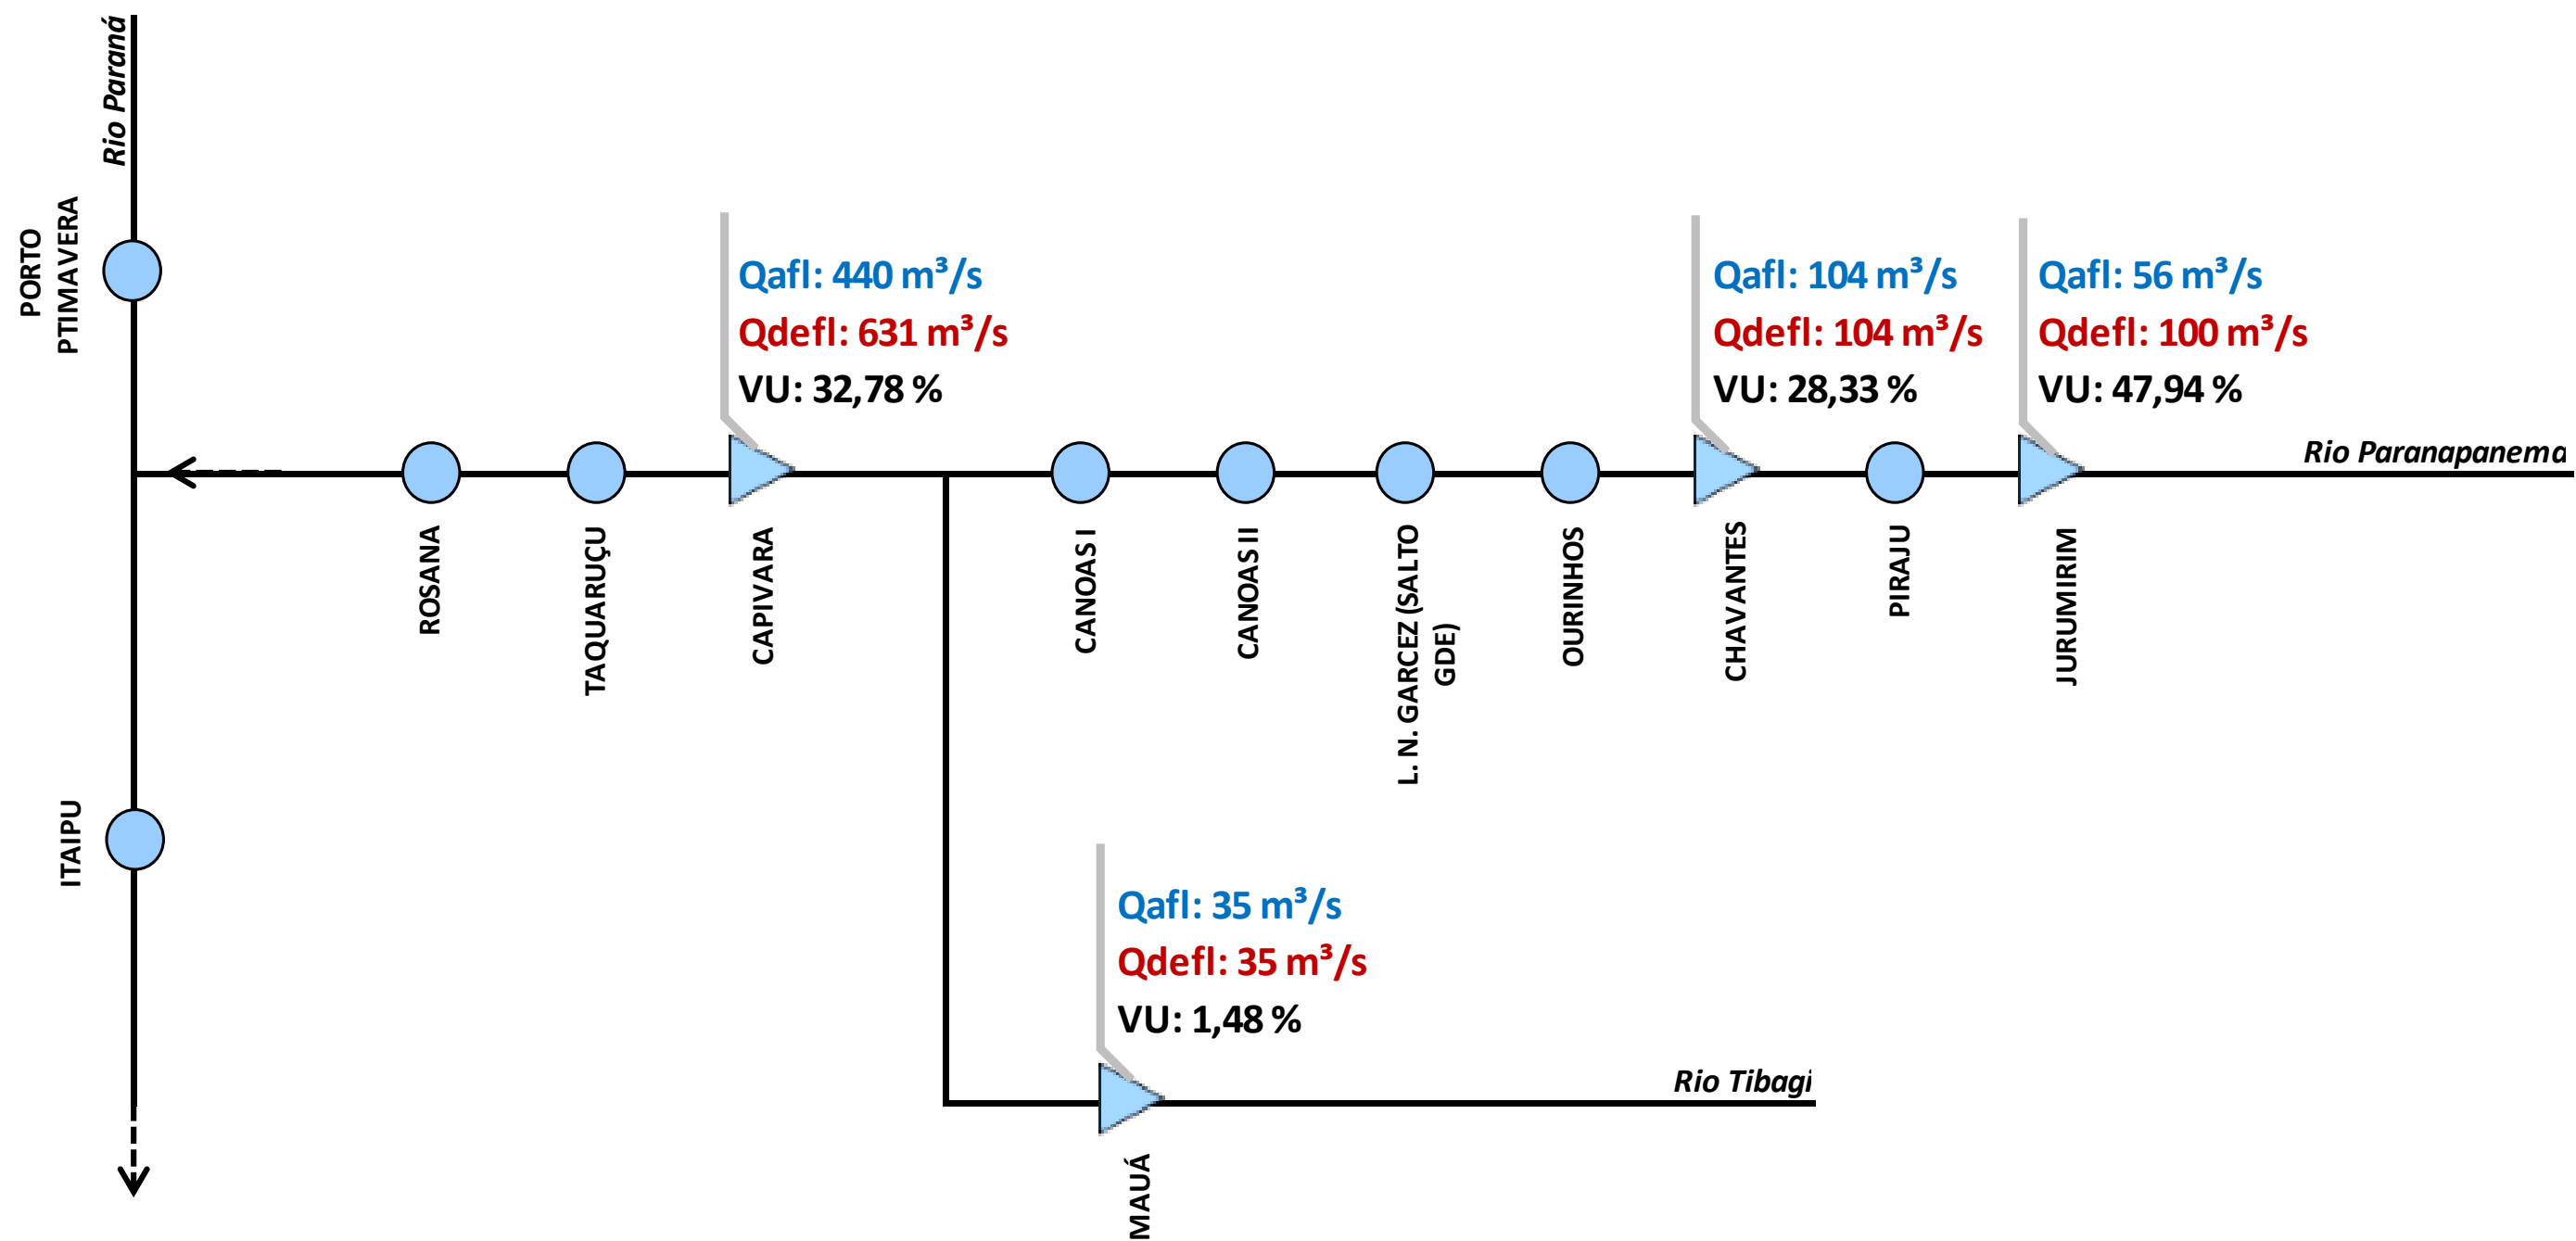 Rio Paraná
PORTO
PTIMAVERA
Qafl: 440 m³/s
Qdefl: 631 m³/s
VU: 32,78 %
Qafl: 104 m³/s
Qdefl: 104 m³/s
VU: 28,33 %
Qafl: 56 m³/s
Qdefl: 100 m³/s
VU: 47,94 %
Rio Paranapanema
ROSANA
TAQUARUÇU
CAPIVARA
CANOAS I
CANOAS II
L. N. GARCEZ (SALTO
GDE)
OURINHOS
CHAVANTES
PIRAJU
JURUMIRIM
ITAIPU
Qafl: 35 m³/s
Qdefl: 35 m³/s
VU: 1,48 %
Rio Tibagi
MAUÁ